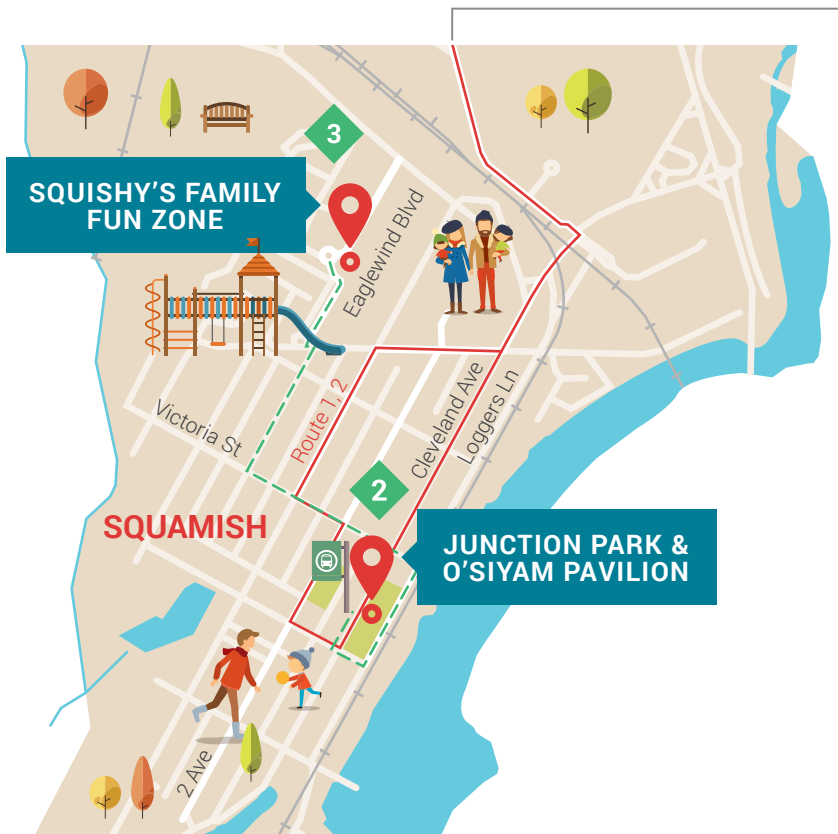 3
SQUISHY'S FAMILY
FUN ZONE
Eaglewind Blvd
Victoria St
Route 1, 2
Cleveland Ave
Loggers Ln
2
SQUAMISH
JUNCTION PARK &
O'SIYAM PAVILION
2 Ave